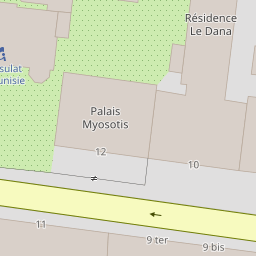 Résidence
Le Dana
sulat
unisie
Palais
Myosotis
12
10
11
9 ter
9 bis